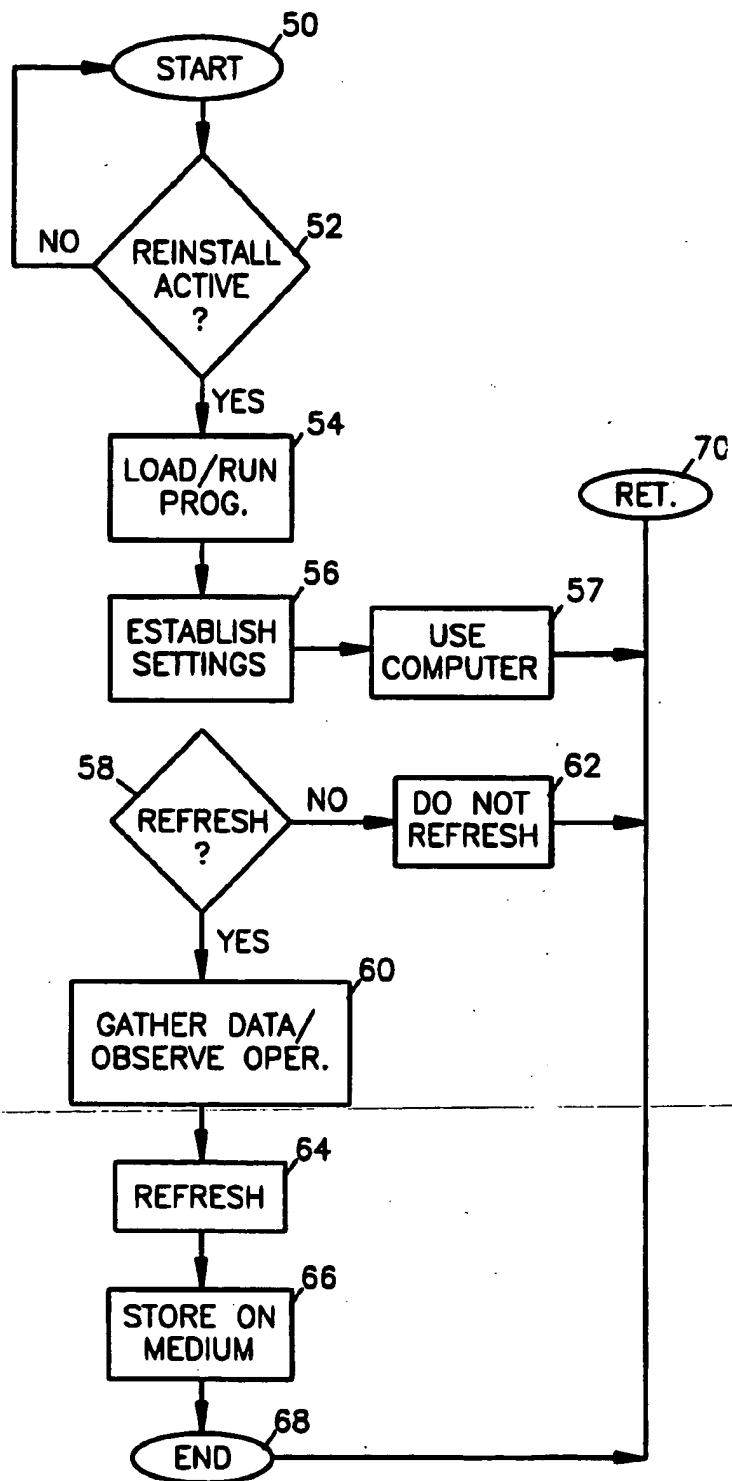 50
START
52
NO
REINSTALL
ACTIVE
?
YES
54
LOAD/RUN
PROG.
70
RET.
56
ESTABLISH
SETTINGS
57
USE
COMPUTER
58
REFRESH
?
NO
62
DO NOT
REFRESH
YES
60
GATHER DATA/
OBSERVE OPER.
64
REFRESH
66
STORE ON
MEDIUM
68
END